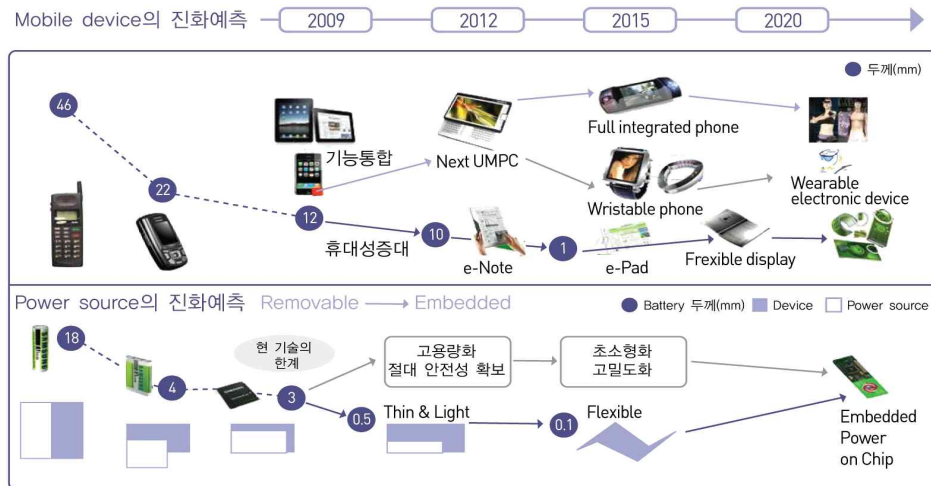 Mobile device의 진화예측
2009
2012
2015
2020
두께(mm)
46
22
12
10
1
기능통합
Next UMPC
Full integrated phone
Wristable phone
Wearable
electronic device
휴대성증대
e-Note
e-Pad
Frexible display
Power source의 진화예측
Removable
Embedded
Battery 두께(mm)
Device
Power source
18
4
3
0.5
0.1
현 기술의
한계
고용량화
절대 안전성 확보
초소형화
고밀도화
Thin & Light
Flexible
Embedded
Power
on Chip